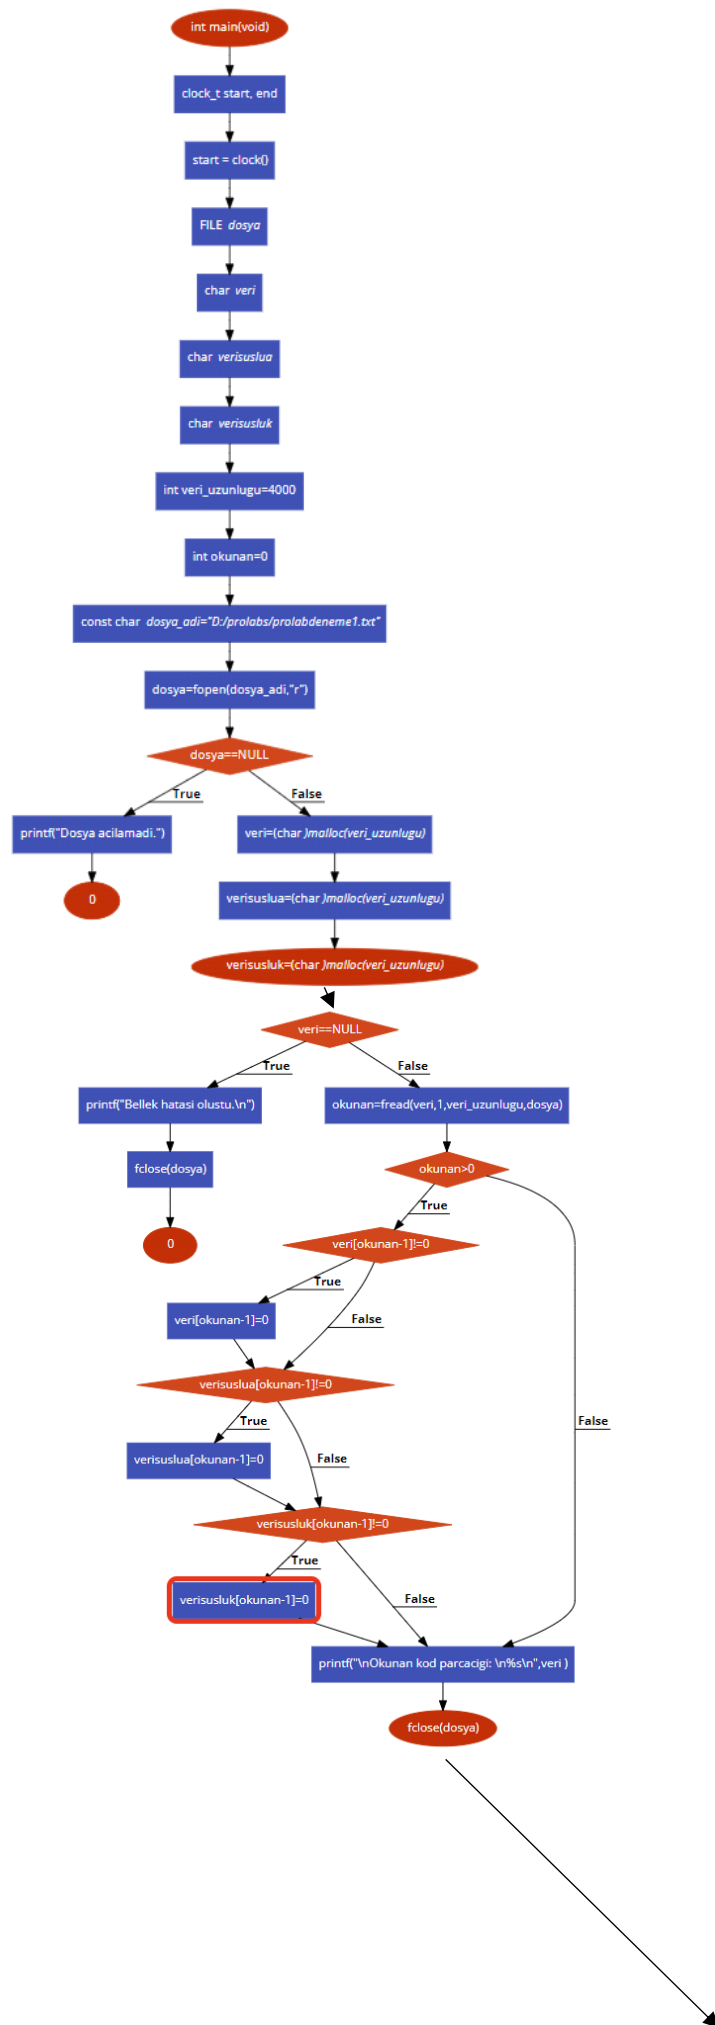 int main(void)
clock_t start, end
start = clock()
FILE dosya
char veri
char verisuslua
char verisusluk
int veri_uzunlugu=4000
int okunan=0
const char dosya_adi="D:/prolabs/prolabdeneme1.txt"
dosya=fopen(dosya_adi,"r")
dosya==NULL
True
False
printf("Dosya acilamadi.")
veri=(char )malloc(veri_uzunlugu)
0
verisuslua=(char )malloc(veri_uzunlugu)
verisusluk=(char )malloc(veri_uzunlugu)
veri==NULL
True
False
printf("Bellek hatasi olustu.\n")
okunan=fread(veri,1,veri_uzunlugu,dosya)
fclose(dosya)
okunan>0
True
0
veri[okunan-1]!=0
True
False
veri[okunan-1]=0
verisuslua[okunan-1]!=0
True
False
False
verisuslua[okunan-1]=0
verisusluk[okunan-1]!=0
True
False
verisusluk[okunan-1]=0
printf("\nOkunan kod parcacigi: \n%s\n",veri )
fclose(dosya)